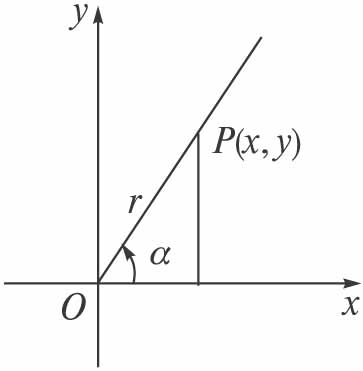 y
P(x, y)
r
α
O
x